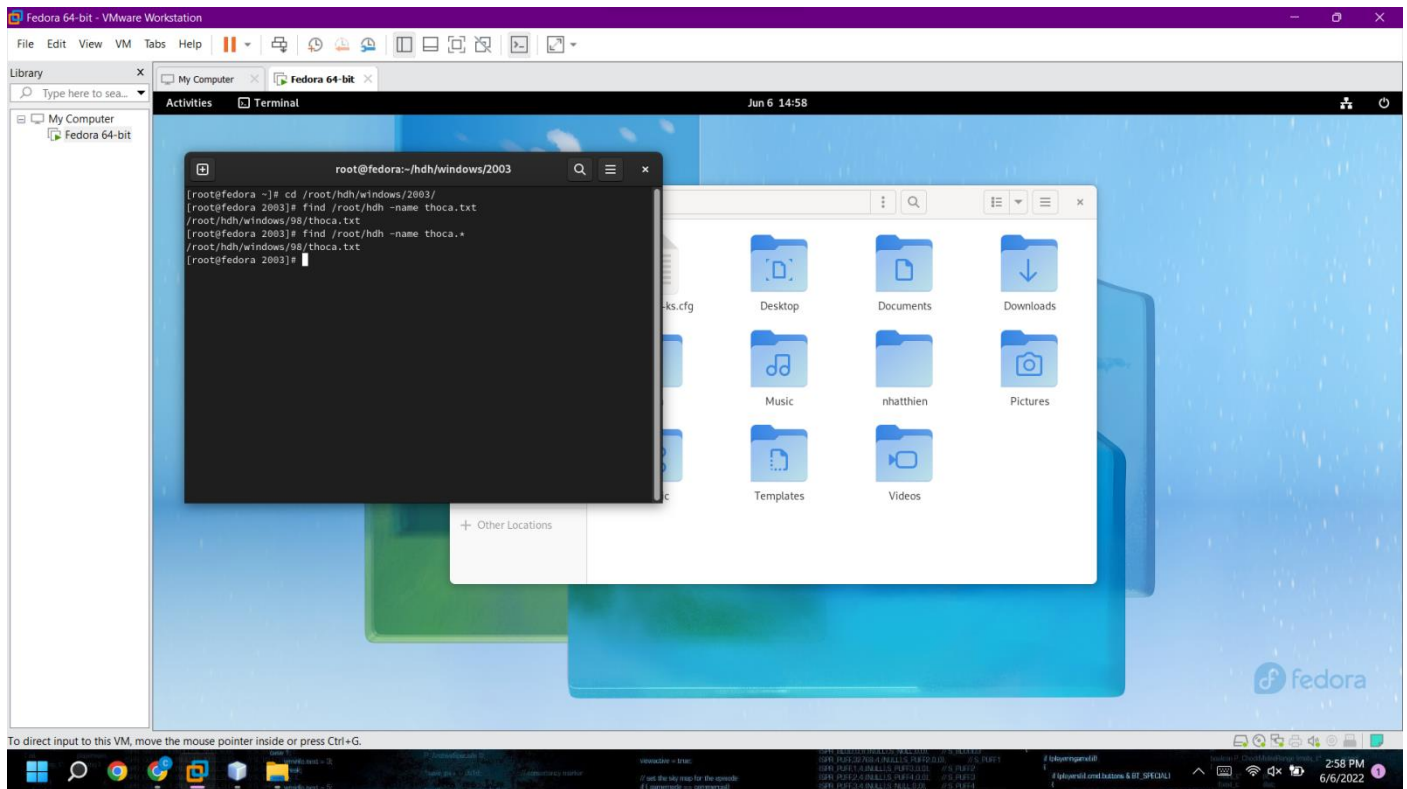 Fedora 64-bit - VMware Workstation
File Edit View VM Tabs Help
Library x
My Computer
Fedora 64-bit
Type here to sea...
My Computer
Fedora 64-bit
Activities Terminal Jun 6 14:58
root@fedora:~/hdh/windows/2003
[root@fedora ~]# cd /root/hdh/windows/2003/
[root@fedora 2003]# find /root/hdh -name thoca.txt
/root/hdh/windows/98/thoca.txt
[root@fedora 2003]# find /root/hdh -name thoca.*
/root/hdh/windows/98/thoca.txt
[root@fedora 2003]#
-ks.cfg Desktop Documents Downloads
Music nhatthien Pictures
c Templates Videos
+ Other Locations
fedora
To direct input to this VM, move the mouse pointer inside or press Ctrl+G.
2:58 PM
6/6/2022
1